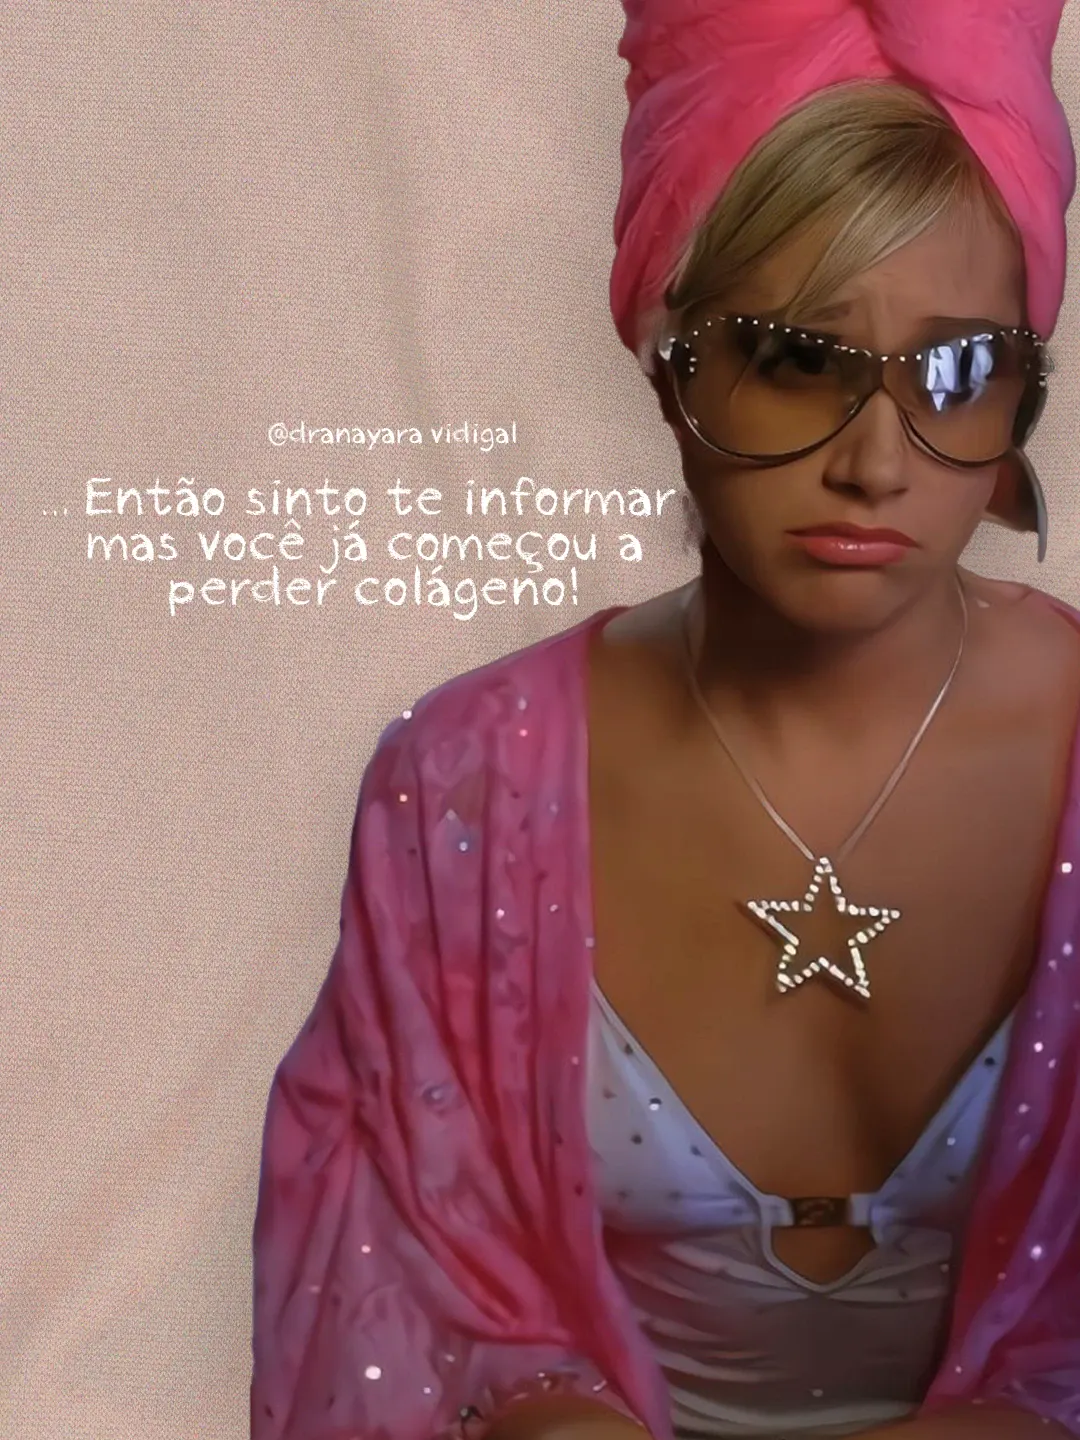 @dranayara vidigal
... Então sinto te informar
mas você já começou a
perder colágeno!